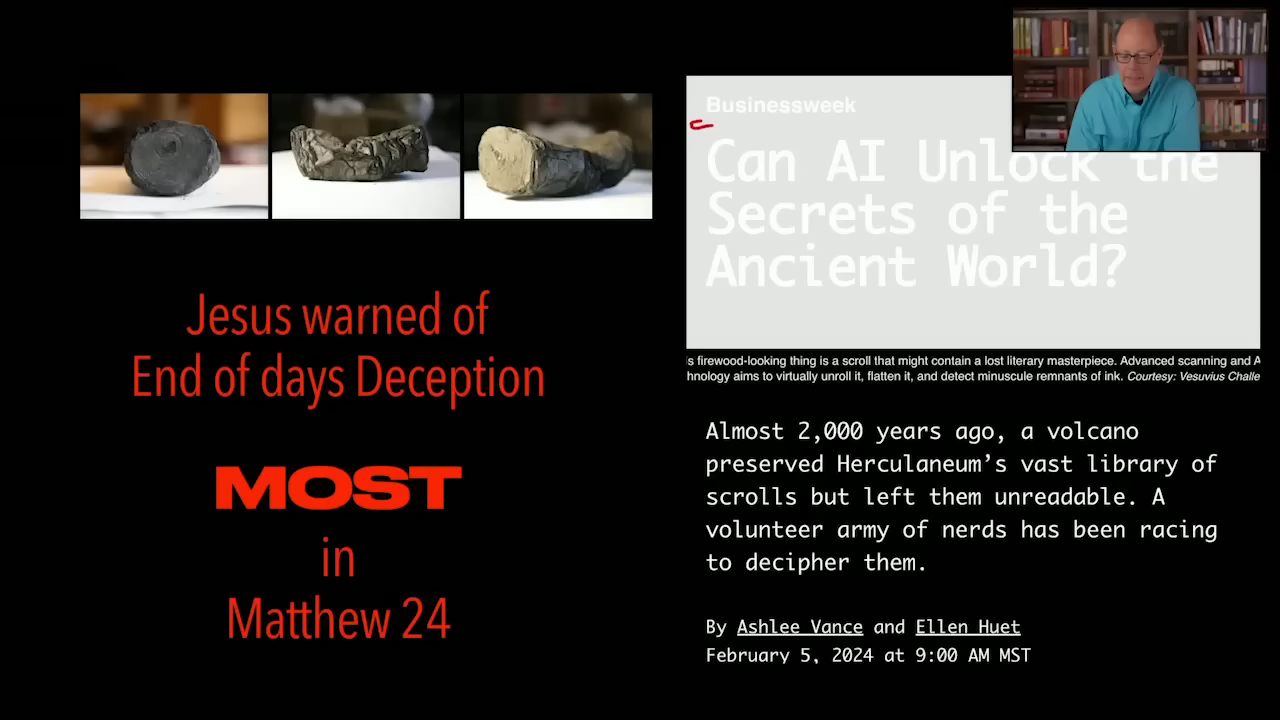 Jesus warned of
End of days Deception
MOST
in
Matthew 24
Businessweek
Can AI Unlock the
Secrets of the
Ancient World?
s firewood-looking thing is a scroll that might contain a lost literary masterpiece. Advanced scanning and A
hnology aims to virtually unroll it, flatten it, and detect minuscule remnants of ink. Courtesy: Vesuvius Challe
Almost 2,000 years ago, a volcano
preserved Herculaneum’s vast library of
scrolls but left them unreadable. A
volunteer army of nerds has been racing
to decipher them.
By Ashlee Vance and Ellen Huet
February 5, 2024 at 9:00 AM MST